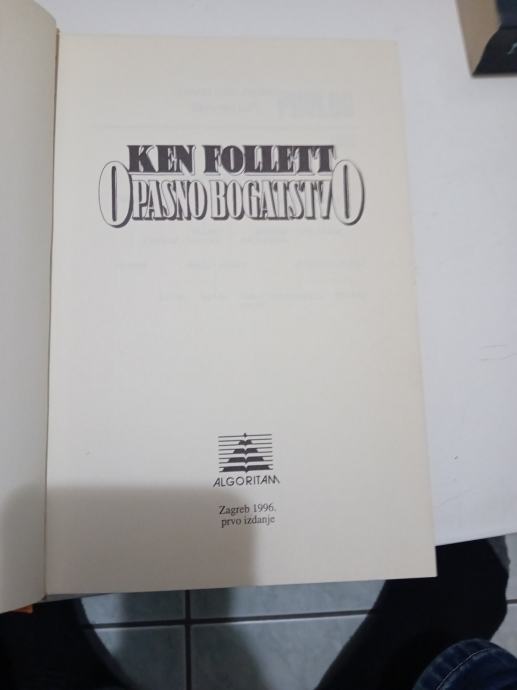 KEN FOLLETT
OPASNO BOGATSTVO
ALGORITAM
Zagreb 1996.
prvo izdanje